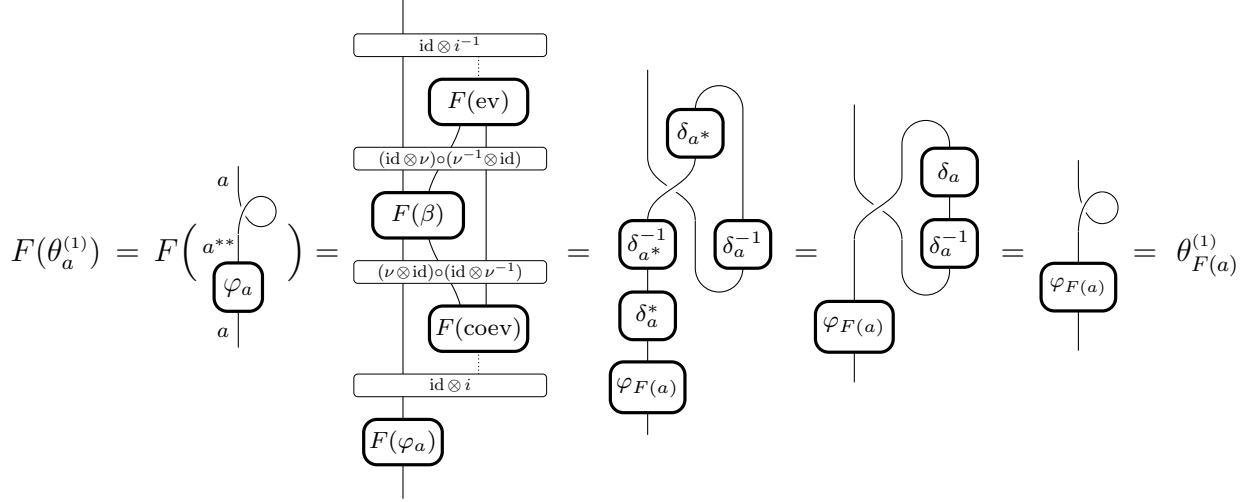 F(θ_a^{(1)}) = F( a a** φ_a a ) =
id ⊗ i^{-1}
F(ev)
(id ⊗ ν)∘(ν^{-1} ⊗ id)
F(β)
(ν ⊗ id)∘(id ⊗ ν^{-1})
F(coev)
id ⊗ i
F(φ_a)
=
δ_{a*}
δ_{a*}^{-1} δ_a^{-1}
δ_a^*
φ_{F(a)}
=
δ_a
δ_a^{-1}
φ_{F(a)}
=
φ_{F(a)}
= θ_{F(a)}^{(1)}